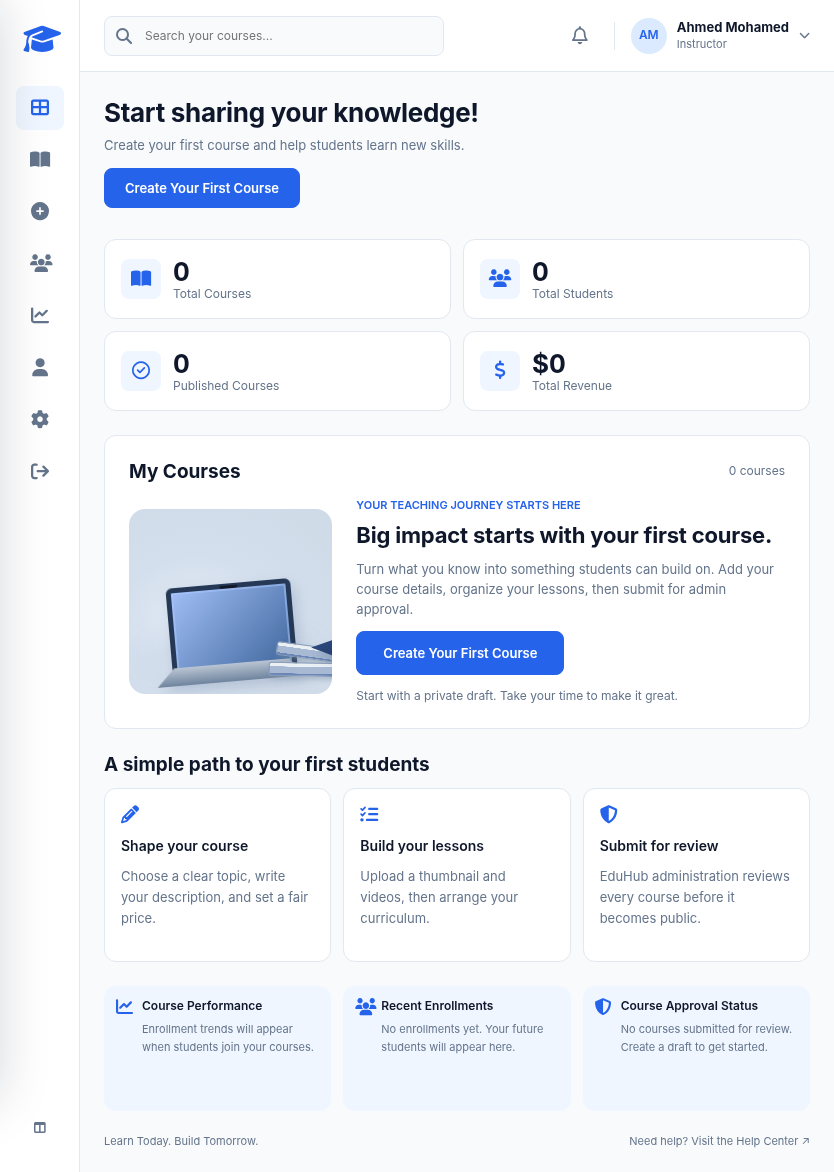 Search your courses...
AM
Ahmed Mohamed
Instructor
Start sharing your knowledge!
Create your first course and help students learn new skills.
Create Your First Course
0
Total Courses
0
Total Students
0
Published Courses
$0
Total Revenue
My Courses
0 courses
YOUR TEACHING JOURNEY STARTS HERE
Big impact starts with your first course.
Turn what you know into something students can build on. Add your
course details, organize your lessons, then submit for admin
approval.
Create Your First Course
Start with a private draft. Take your time to make it great.
A simple path to your first students
Shape your course
Choose a clear topic, write
your description, and set a fair
price.
Build your lessons
Upload a thumbnail and
videos, then arrange your
curriculum.
Submit for review
EduHub administration reviews
every course before it
becomes public.
Course Performance
Enrollment trends will appear
when students join your courses.
Recent Enrollments
No enrollments yet. Your future
students will appear here.
Course Approval Status
No courses submitted for review.
Create a draft to get started.
Learn Today. Build Tomorrow.
Need help? Visit the Help Center ↗